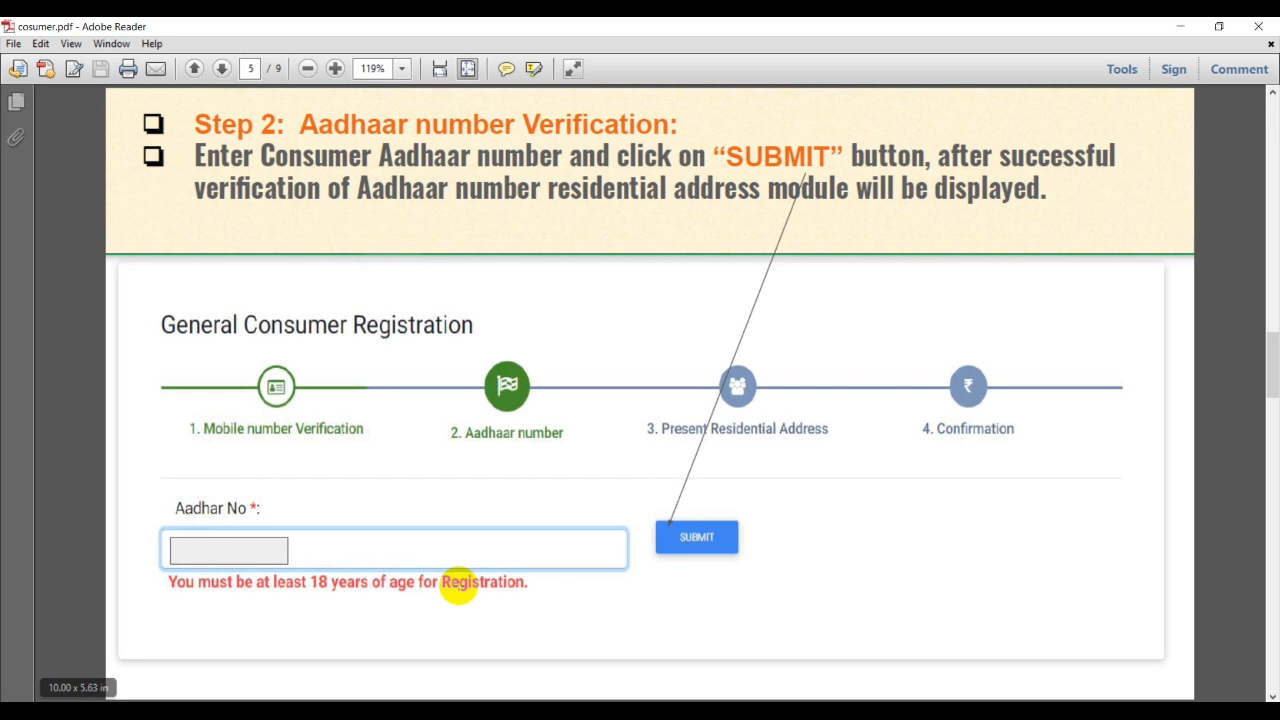 cosumer.pdf - Adobe Reader
File Edit View Window Help
5 / 9 119% Tools Sign Comment
Step 2: Aadhaar number Verification:
Enter Consumer Aadhaar number and click on “SUBMIT” button, after successful
verification of Aadhaar number residential address module will be displayed.
General Consumer Registration
1. Mobile number Verification
2. Aadhaar number
3. Present Residential Address
4. Confirmation
Aadhar No *:
SUBMIT
You must be at least 18 years of age for Registration.
10.00 x 5.63 in